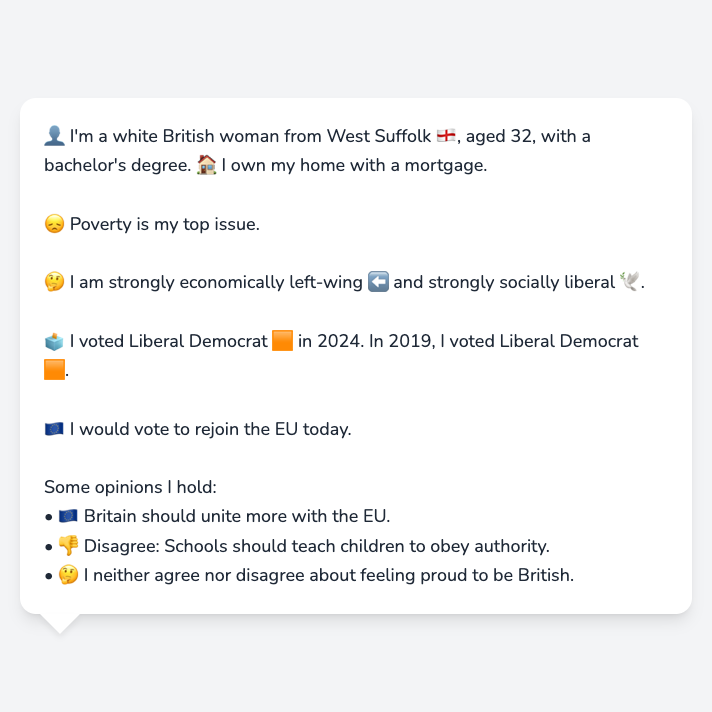 👤 I'm a white British woman from West Suffolk 🏴󠁧󠁢󠁥󠁮󠁧󠁿, aged 32, with a
bachelor's degree. 🏠 I own my home with a mortgage.
😞 Poverty is my top issue.
🤔 I am strongly economically left-wing ⬅️ and strongly socially liberal 🕊️.
🗳️ I voted Liberal Democrat 🟧 in 2024. In 2019, I voted Liberal Democrat
🟧.
🇪🇺 I would vote to rejoin the EU today.
Some opinions I hold:
• 🇪🇺 Britain should unite more with the EU.
• 👎 Disagree: Schools should teach children to obey authority.
• 🤔 I neither agree nor disagree about feeling proud to be British.